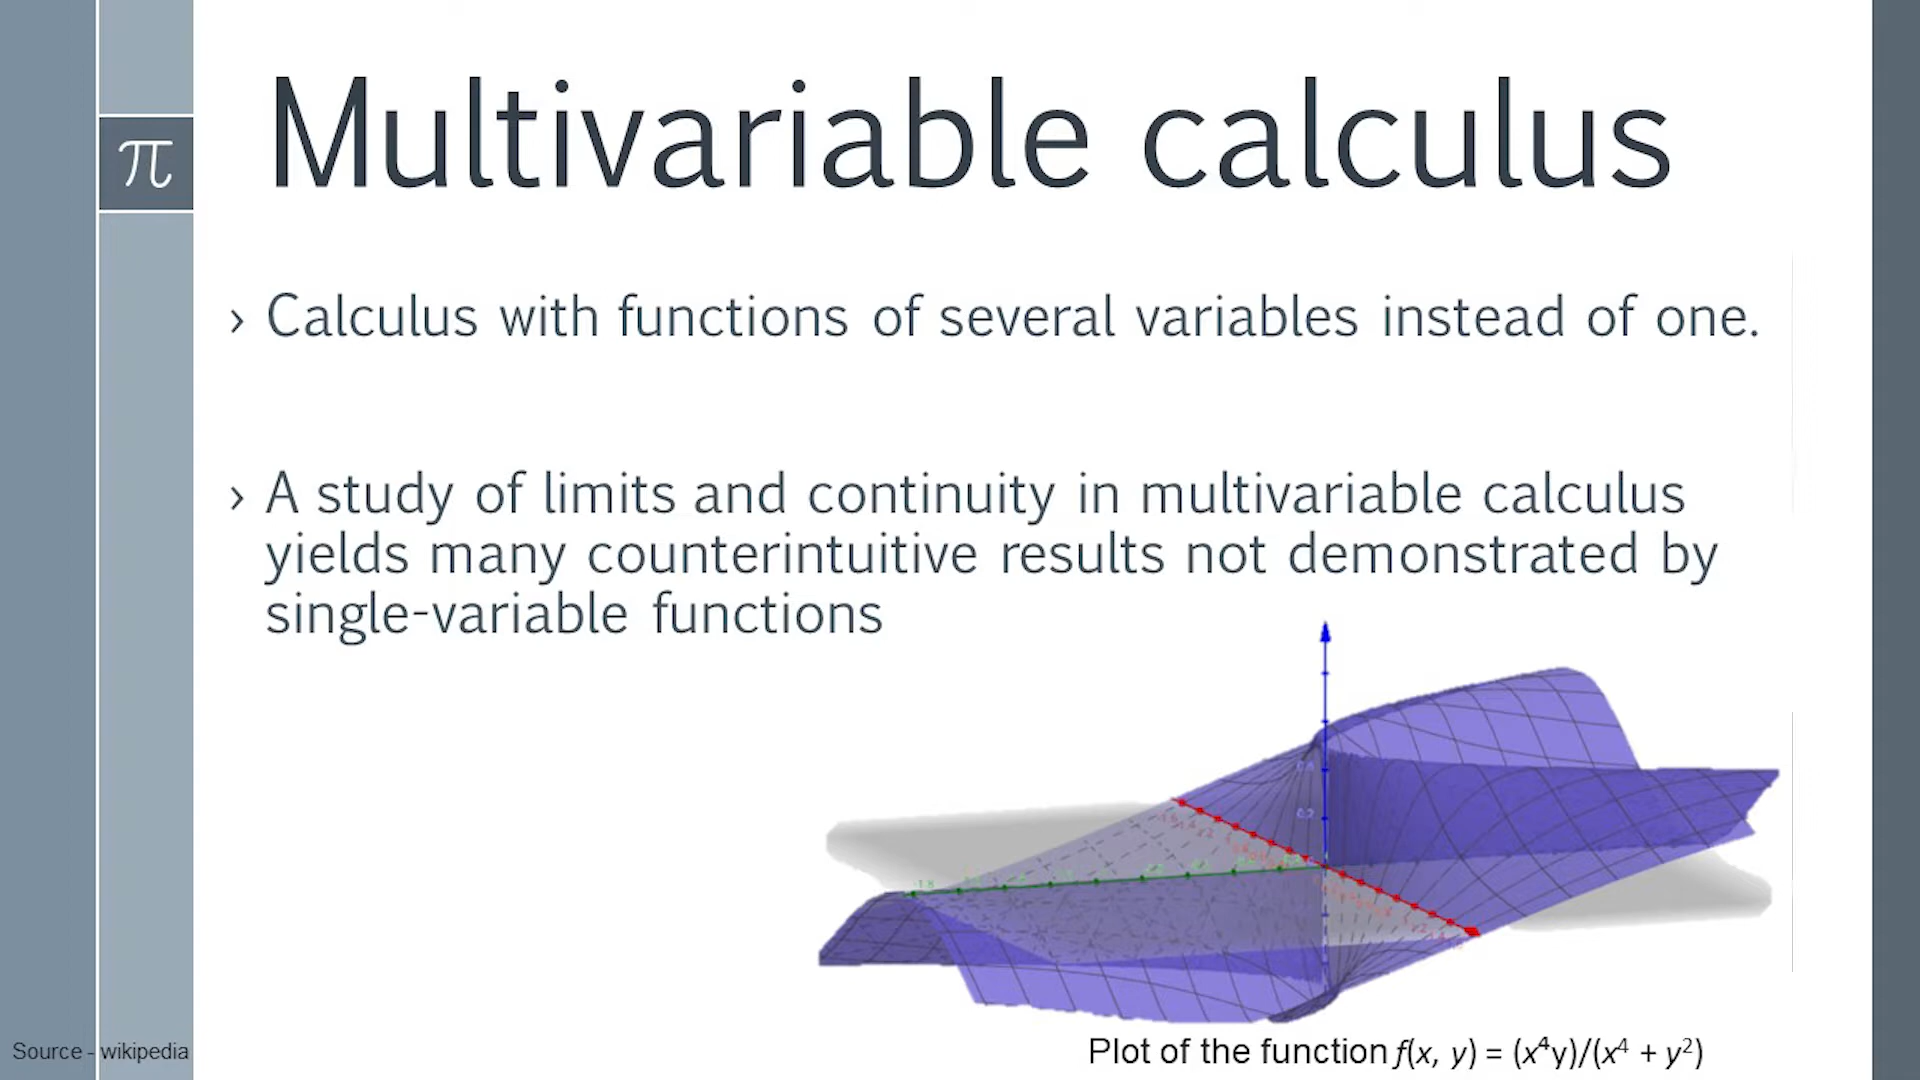 π
Multivariable calculus
› Calculus with functions of several variables instead of one.
› A study of limits and continuity in multivariable calculus
yields many counterintuitive results not demonstrated by
single-variable functions
0.2
Plot of the function f(x, y) = (x⁴y)/(x⁴ + y²)
Source - wikipedia